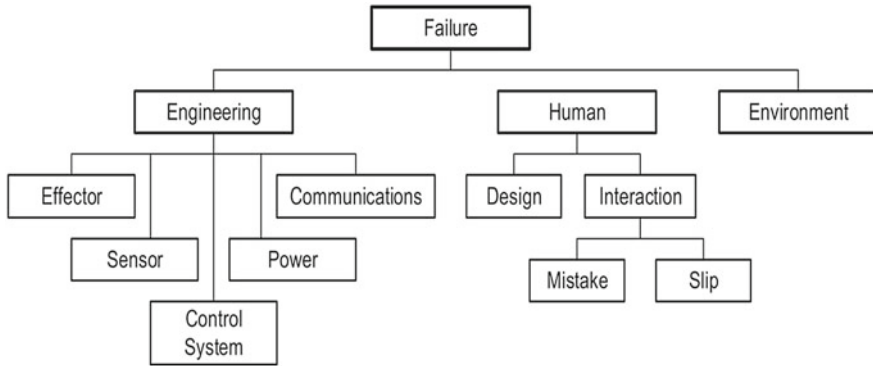 Failure
Engineering
Human
Environment
Effector
Communications
Design
Interaction
Sensor
Power
Mistake
Slip
Control
System